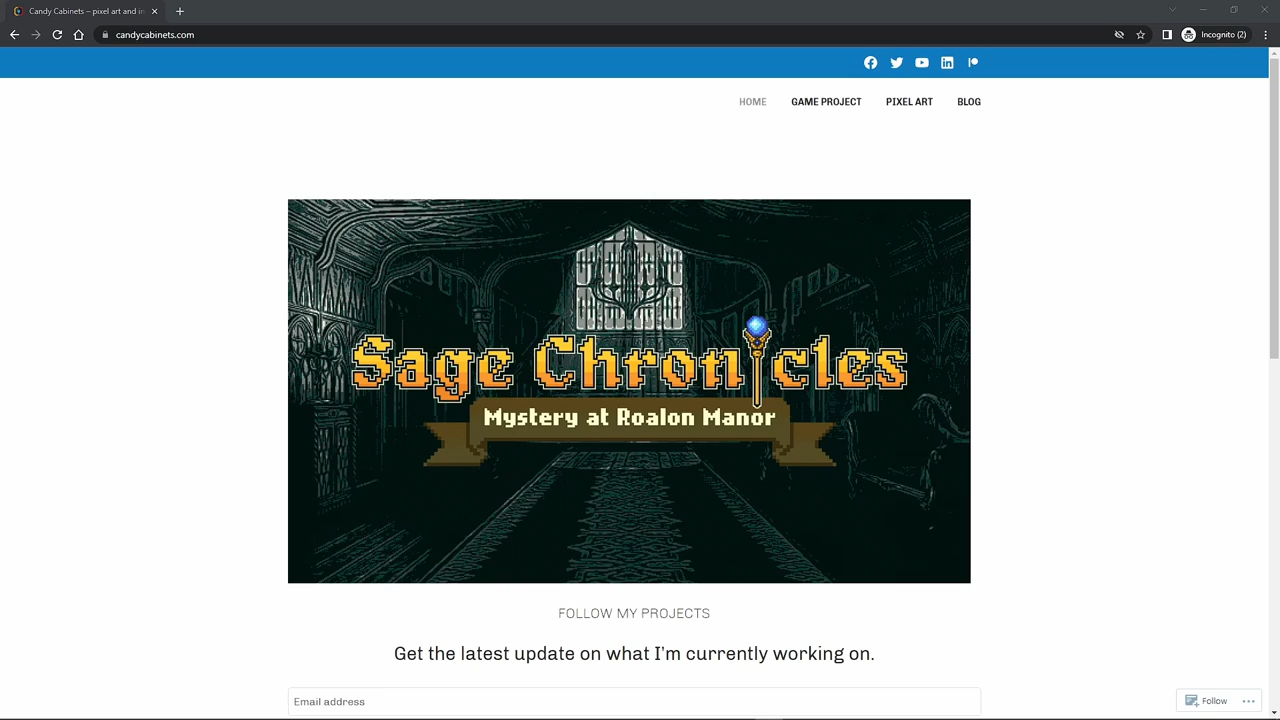 Candy Cabinets – pixel art and in
candycabinets.com
Incognito (2)
HOME
GAME PROJECT
PIXEL ART
BLOG
Sage Chronicles
Mystery at Roalon Manor
FOLLOW MY PROJECTS
Get the latest update on what I'm currently working on.
Email address
Follow